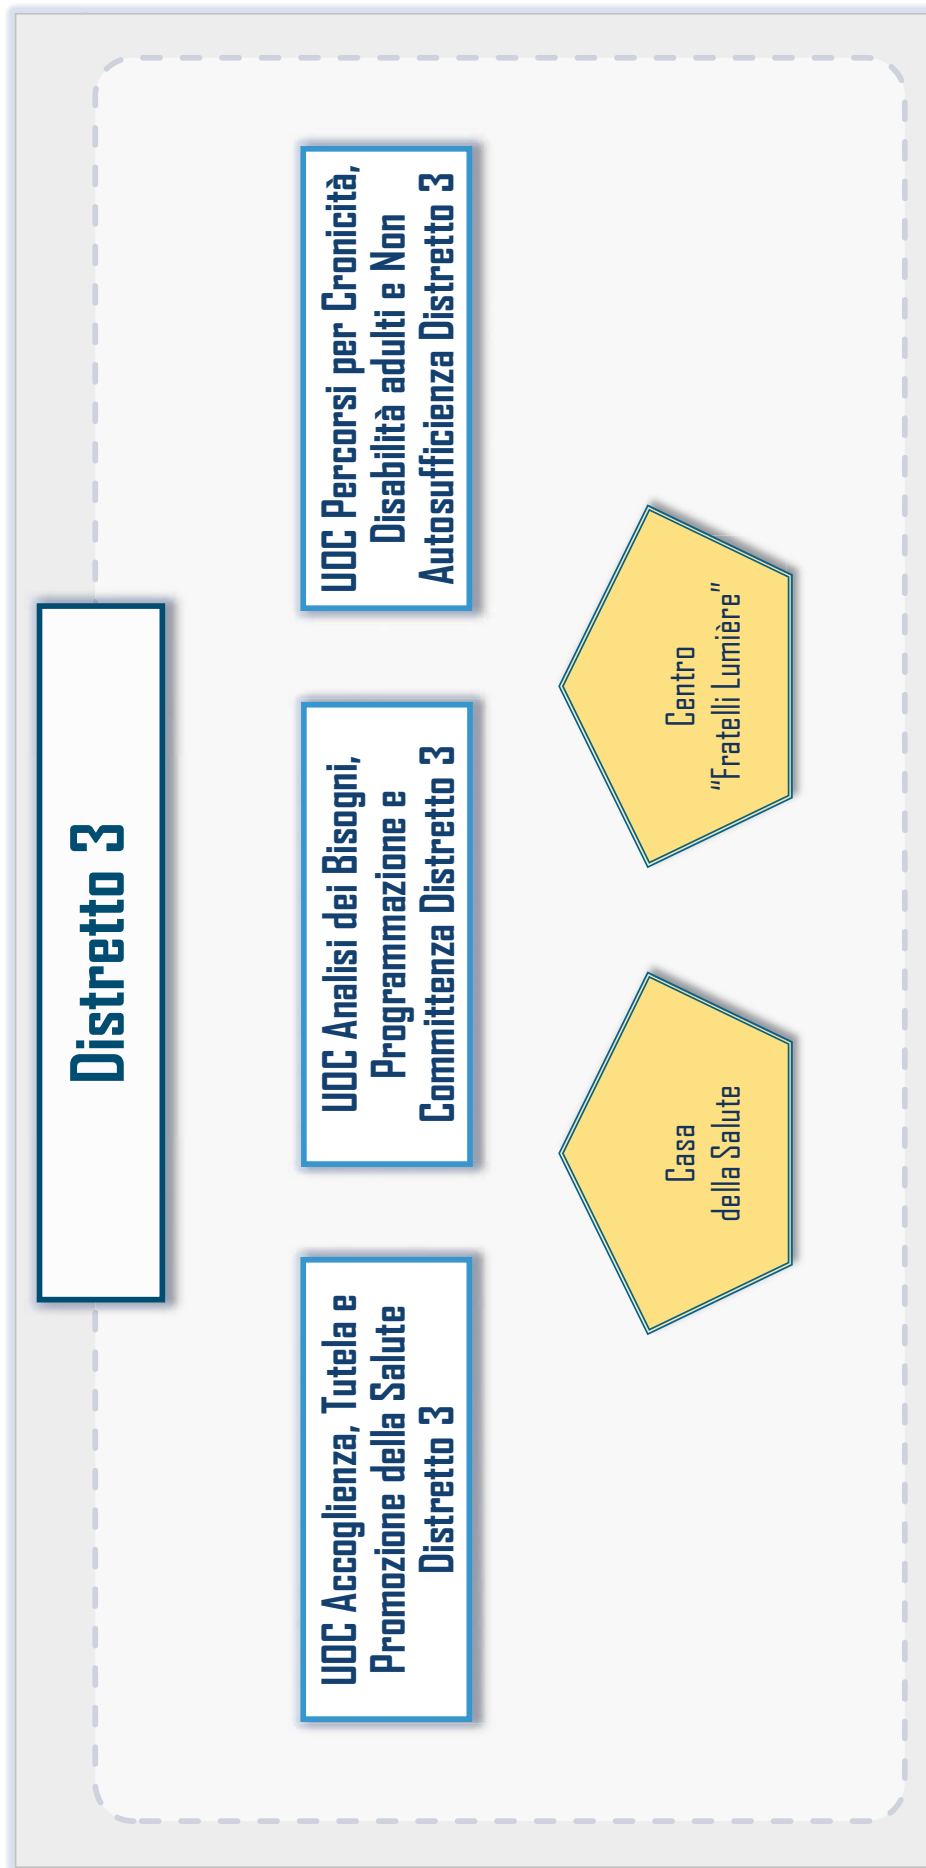 Distretto 3
UOC Accoglienza, Tutela e
Promozione della Salute
Distretto 3
UOC Analisi dei Bisogni,
Programmazione e
Committenza Distretto 3
UOC Percorsi per Cronicità,
Disabilità adulti e Non
Autosufficienza Distretto 3
Casa
della Salute
Centro
“Fratelli Lumière”